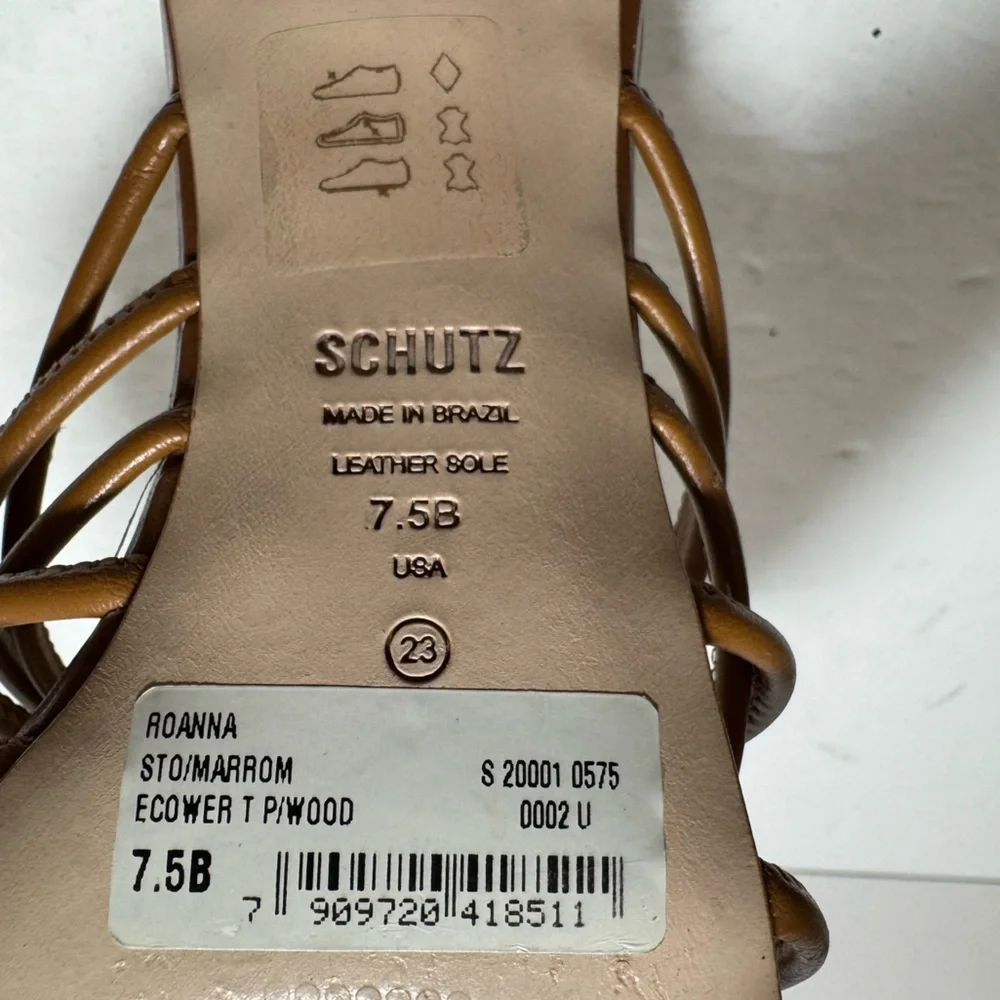 SCHUTZ
MADE IN BRAZIL
LEATHER SOLE
7.5B
USA
23
ROANNA
STO/MARROM S 20001 0575
ECOWER T P/WOOD 0002 U
7.5B
7 909720 418511